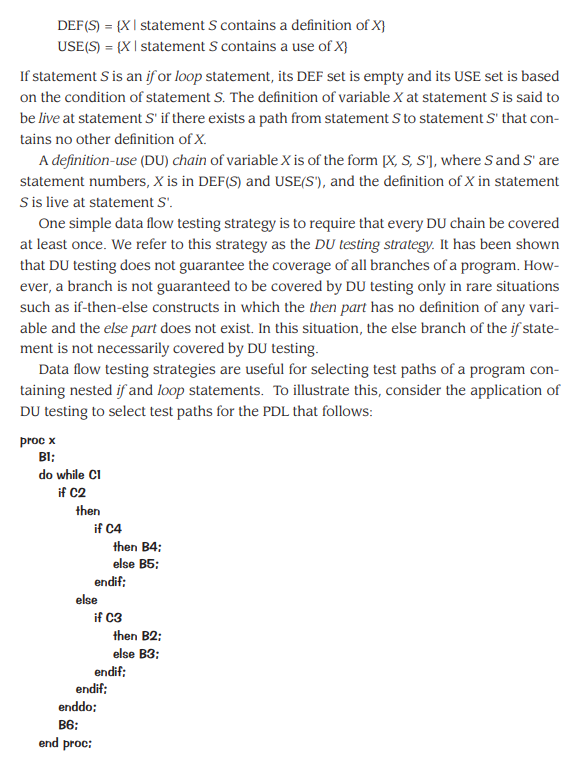 DEF(S) = {X | statement S contains a definition of X}
USE(S) = {X | statement S contains a use of X}
If statement S is an if or loop statement, its DEF set is empty and its USE set is based
on the condition of statement S. The definition of variable X at statement S is said to
be live at statement S' if there exists a path from statement S to statement S' that con-
tains no other definition of X.
A definition-use (DU) chain of variable X is of the form [X, S, S'], where S and S' are
statement numbers, X is in DEF(S) and USE(S'), and the definition of X in statement
S is live at statement S'.
One simple data flow testing strategy is to require that every DU chain be covered
at least once. We refer to this strategy as the DU testing strategy. It has been shown
that DU testing does not guarantee the coverage of all branches of a program. How-
ever, a branch is not guaranteed to be covered by DU testing only in rare situations
such as if-then-else constructs in which the then part has no definition of any vari-
able and the else part does not exist. In this situation, the else branch of the if state-
ment is not necessarily covered by DU testing.
Data flow testing strategies are useful for selecting test paths of a program con-
taining nested if and loop statements. To illustrate this, consider the application of
DU testing to select test paths for the PDL that follows:
proc x
B1;
do while C1
if C2
then
if C4
then B4;
else B5;
endif;
else
if C3
then B2;
else B3;
endif;
endif;
enddo;
B6;
end proc;